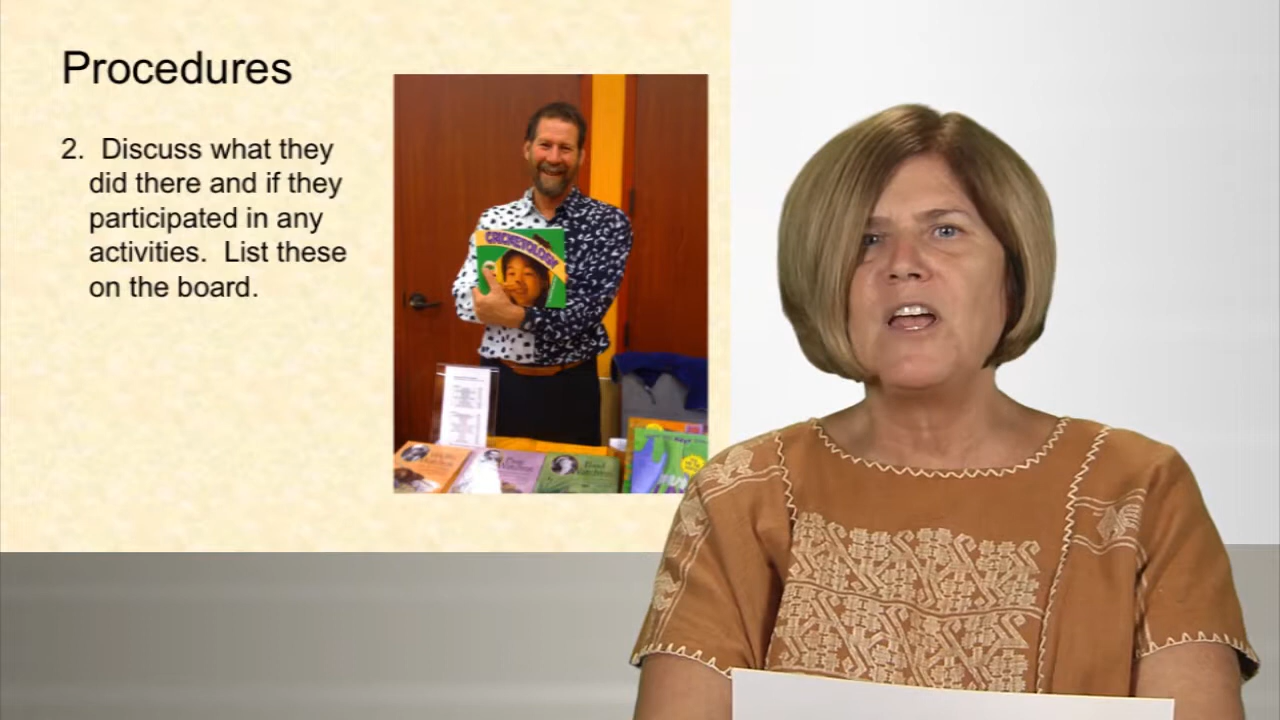 Procedures
2. Discuss what they
did there and if they
participated in any
activities. List these
on the board.
CRICKETOLOGY